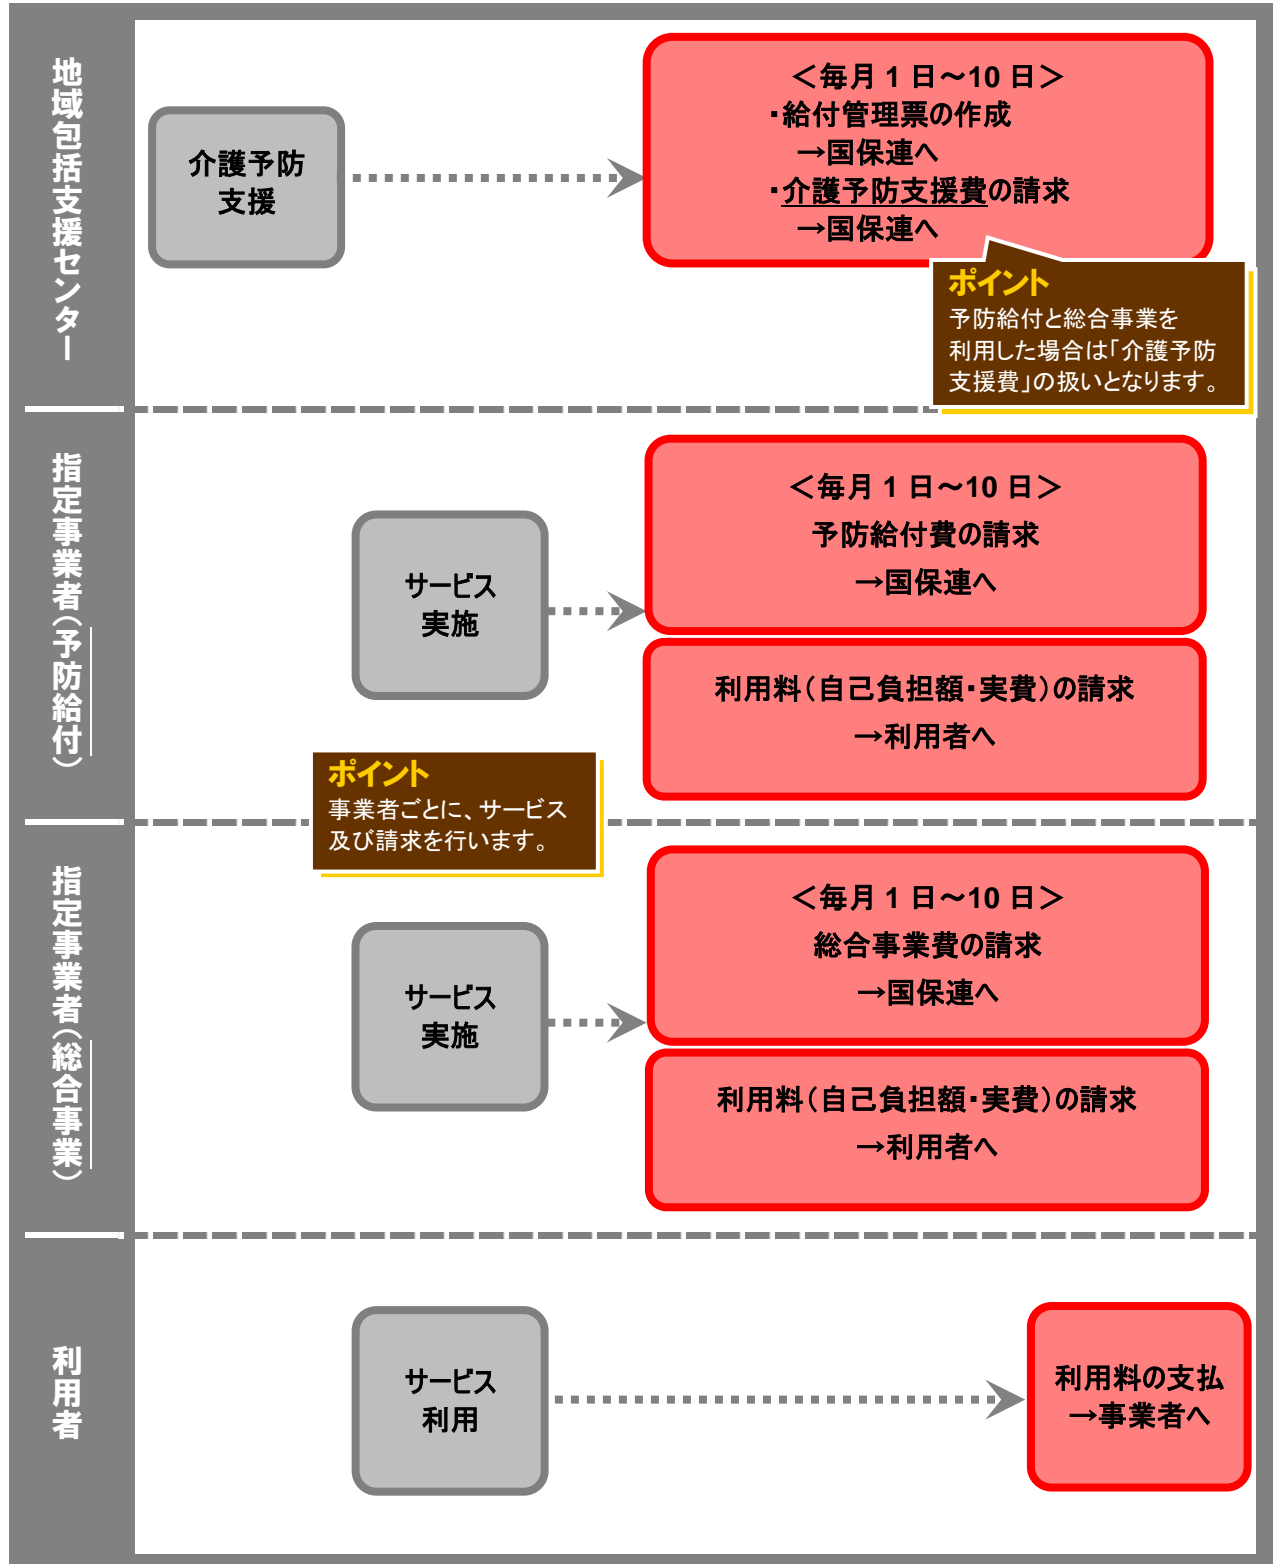 地域包括支援センター
介護予防
支援
＜毎月 1 日～10 日＞
・給付管理票の作成
→国保連へ
・介護予防支援費の請求
→国保連へ
ポイント
予防給付と総合事業を
利用した場合は「介護予防
支援費」の扱いとなります。
指定事業者（予防給付）
サービス
実施
＜毎月 1 日～10 日＞
予防給付費の請求
→国保連へ
利用料（自己負担額・実費）の請求
→利用者へ
ポイント
事業者ごとに、サービス
及び請求を行います。
指定事業者（総合事業）
サービス
実施
＜毎月 1 日～10 日＞
総合事業費の請求
→国保連へ
利用料（自己負担額・実費）の請求
→利用者へ
利用者
サービス
利用
利用料の支払
→事業者へ